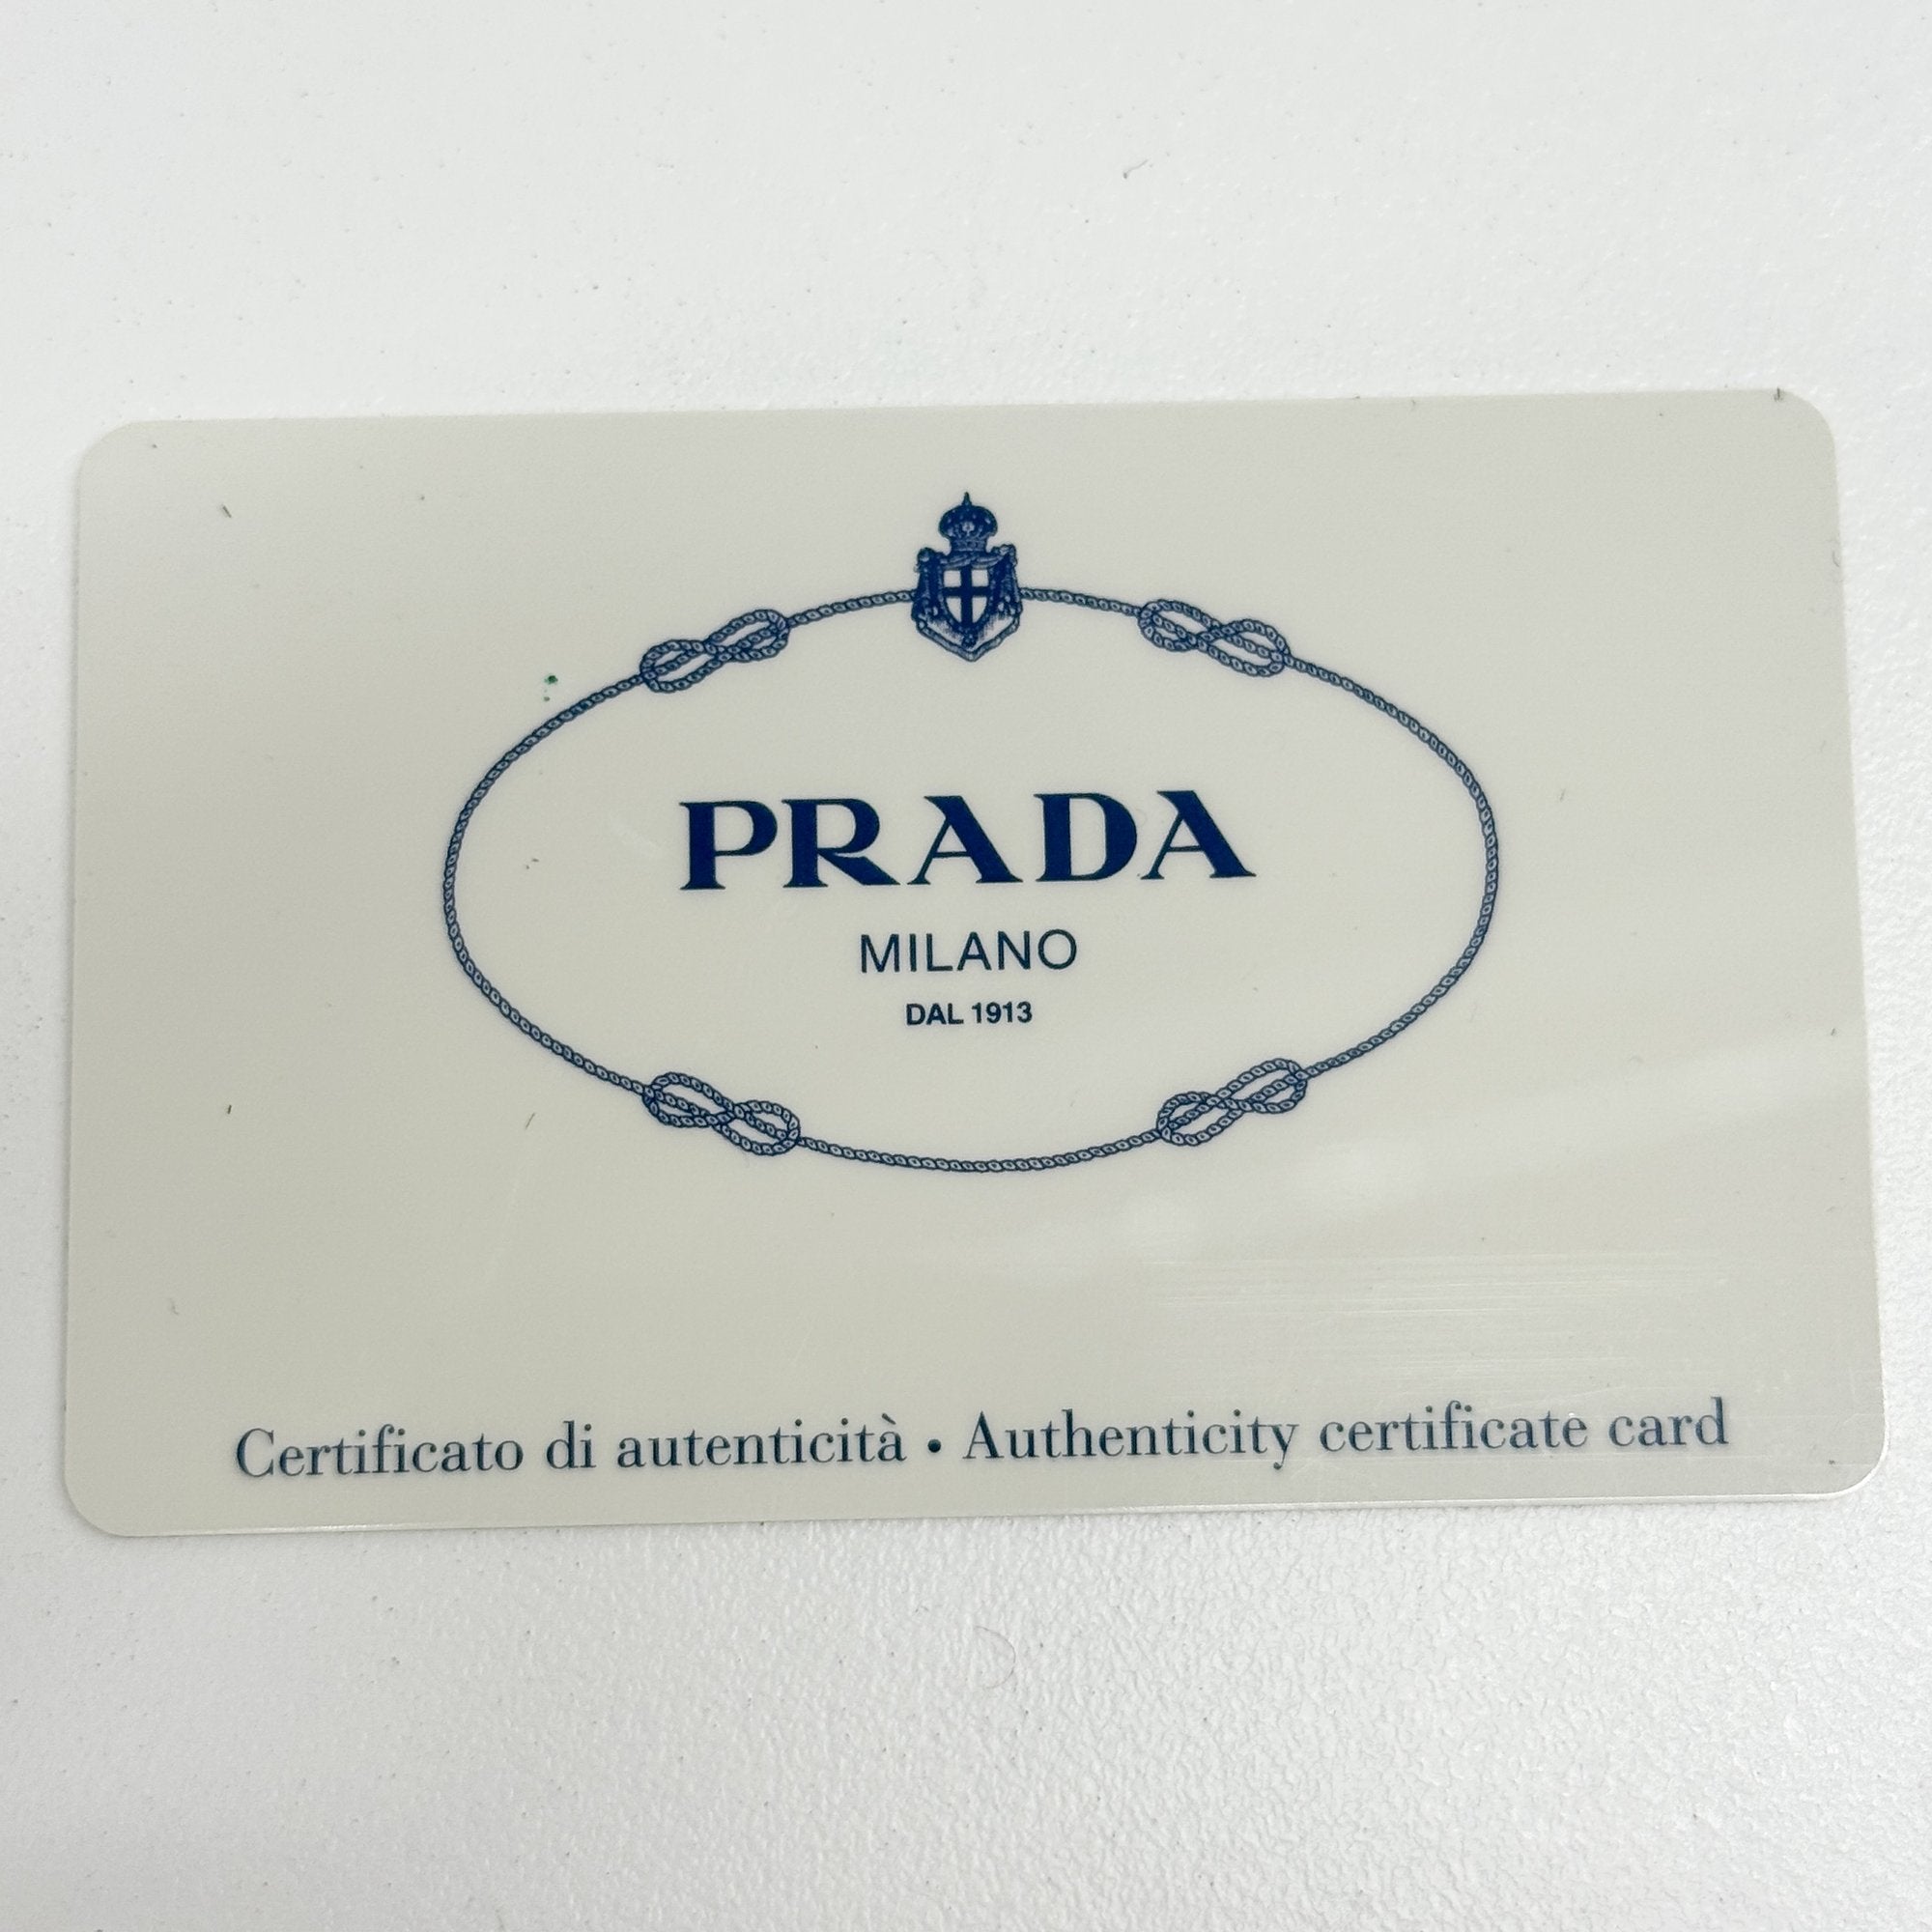 PRADA
MILANO
DAL 1913
Certificato di autenticità • Authenticity certificate card